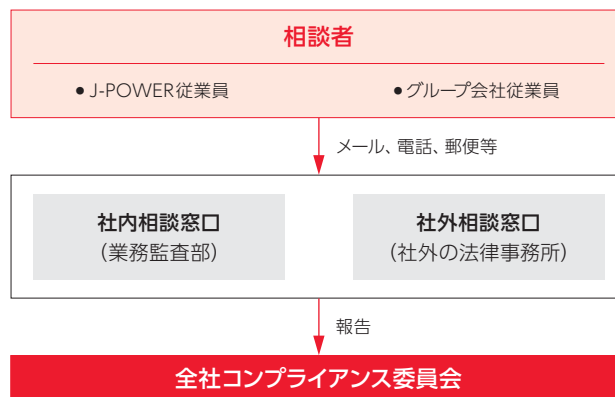 相談者
● J-POWER従業員
● グループ会社従業員
メール、電話、郵便等
社内相談窓口
（業務監査部）
社外相談窓口
（社外の法律事務所）
報告
全社コンプライアンス委員会